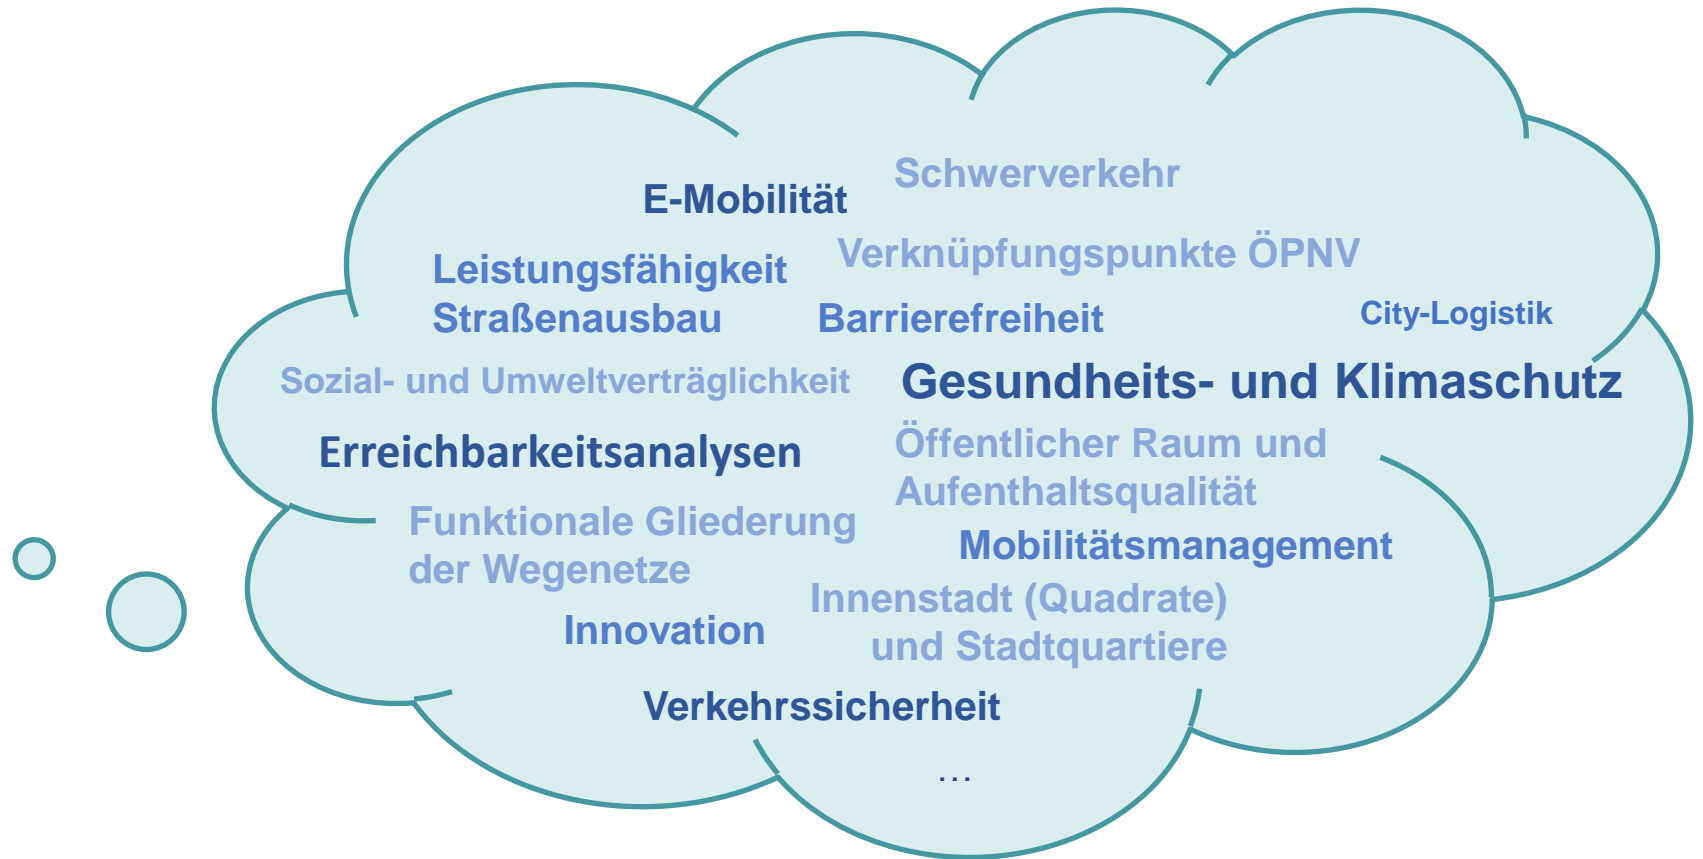 Schwerverkehr
E-Mobilität
Verknüpfungspunkte ÖPNV
Leistungsfähigkeit
Straßenausbau
Barrierefreiheit
City-Logistik
Sozial- und Umweltverträglichkeit
Gesundheits- und Klimaschutz
Erreichbarkeitsanalysen
Öffentlicher Raum und
Aufenthaltsqualität
Funktionale Gliederung
der Wegenetze
Mobilitätsmanagement
Innenstadt (Quadrate)
und Stadtquartiere
Innovation
Verkehrssicherheit
...